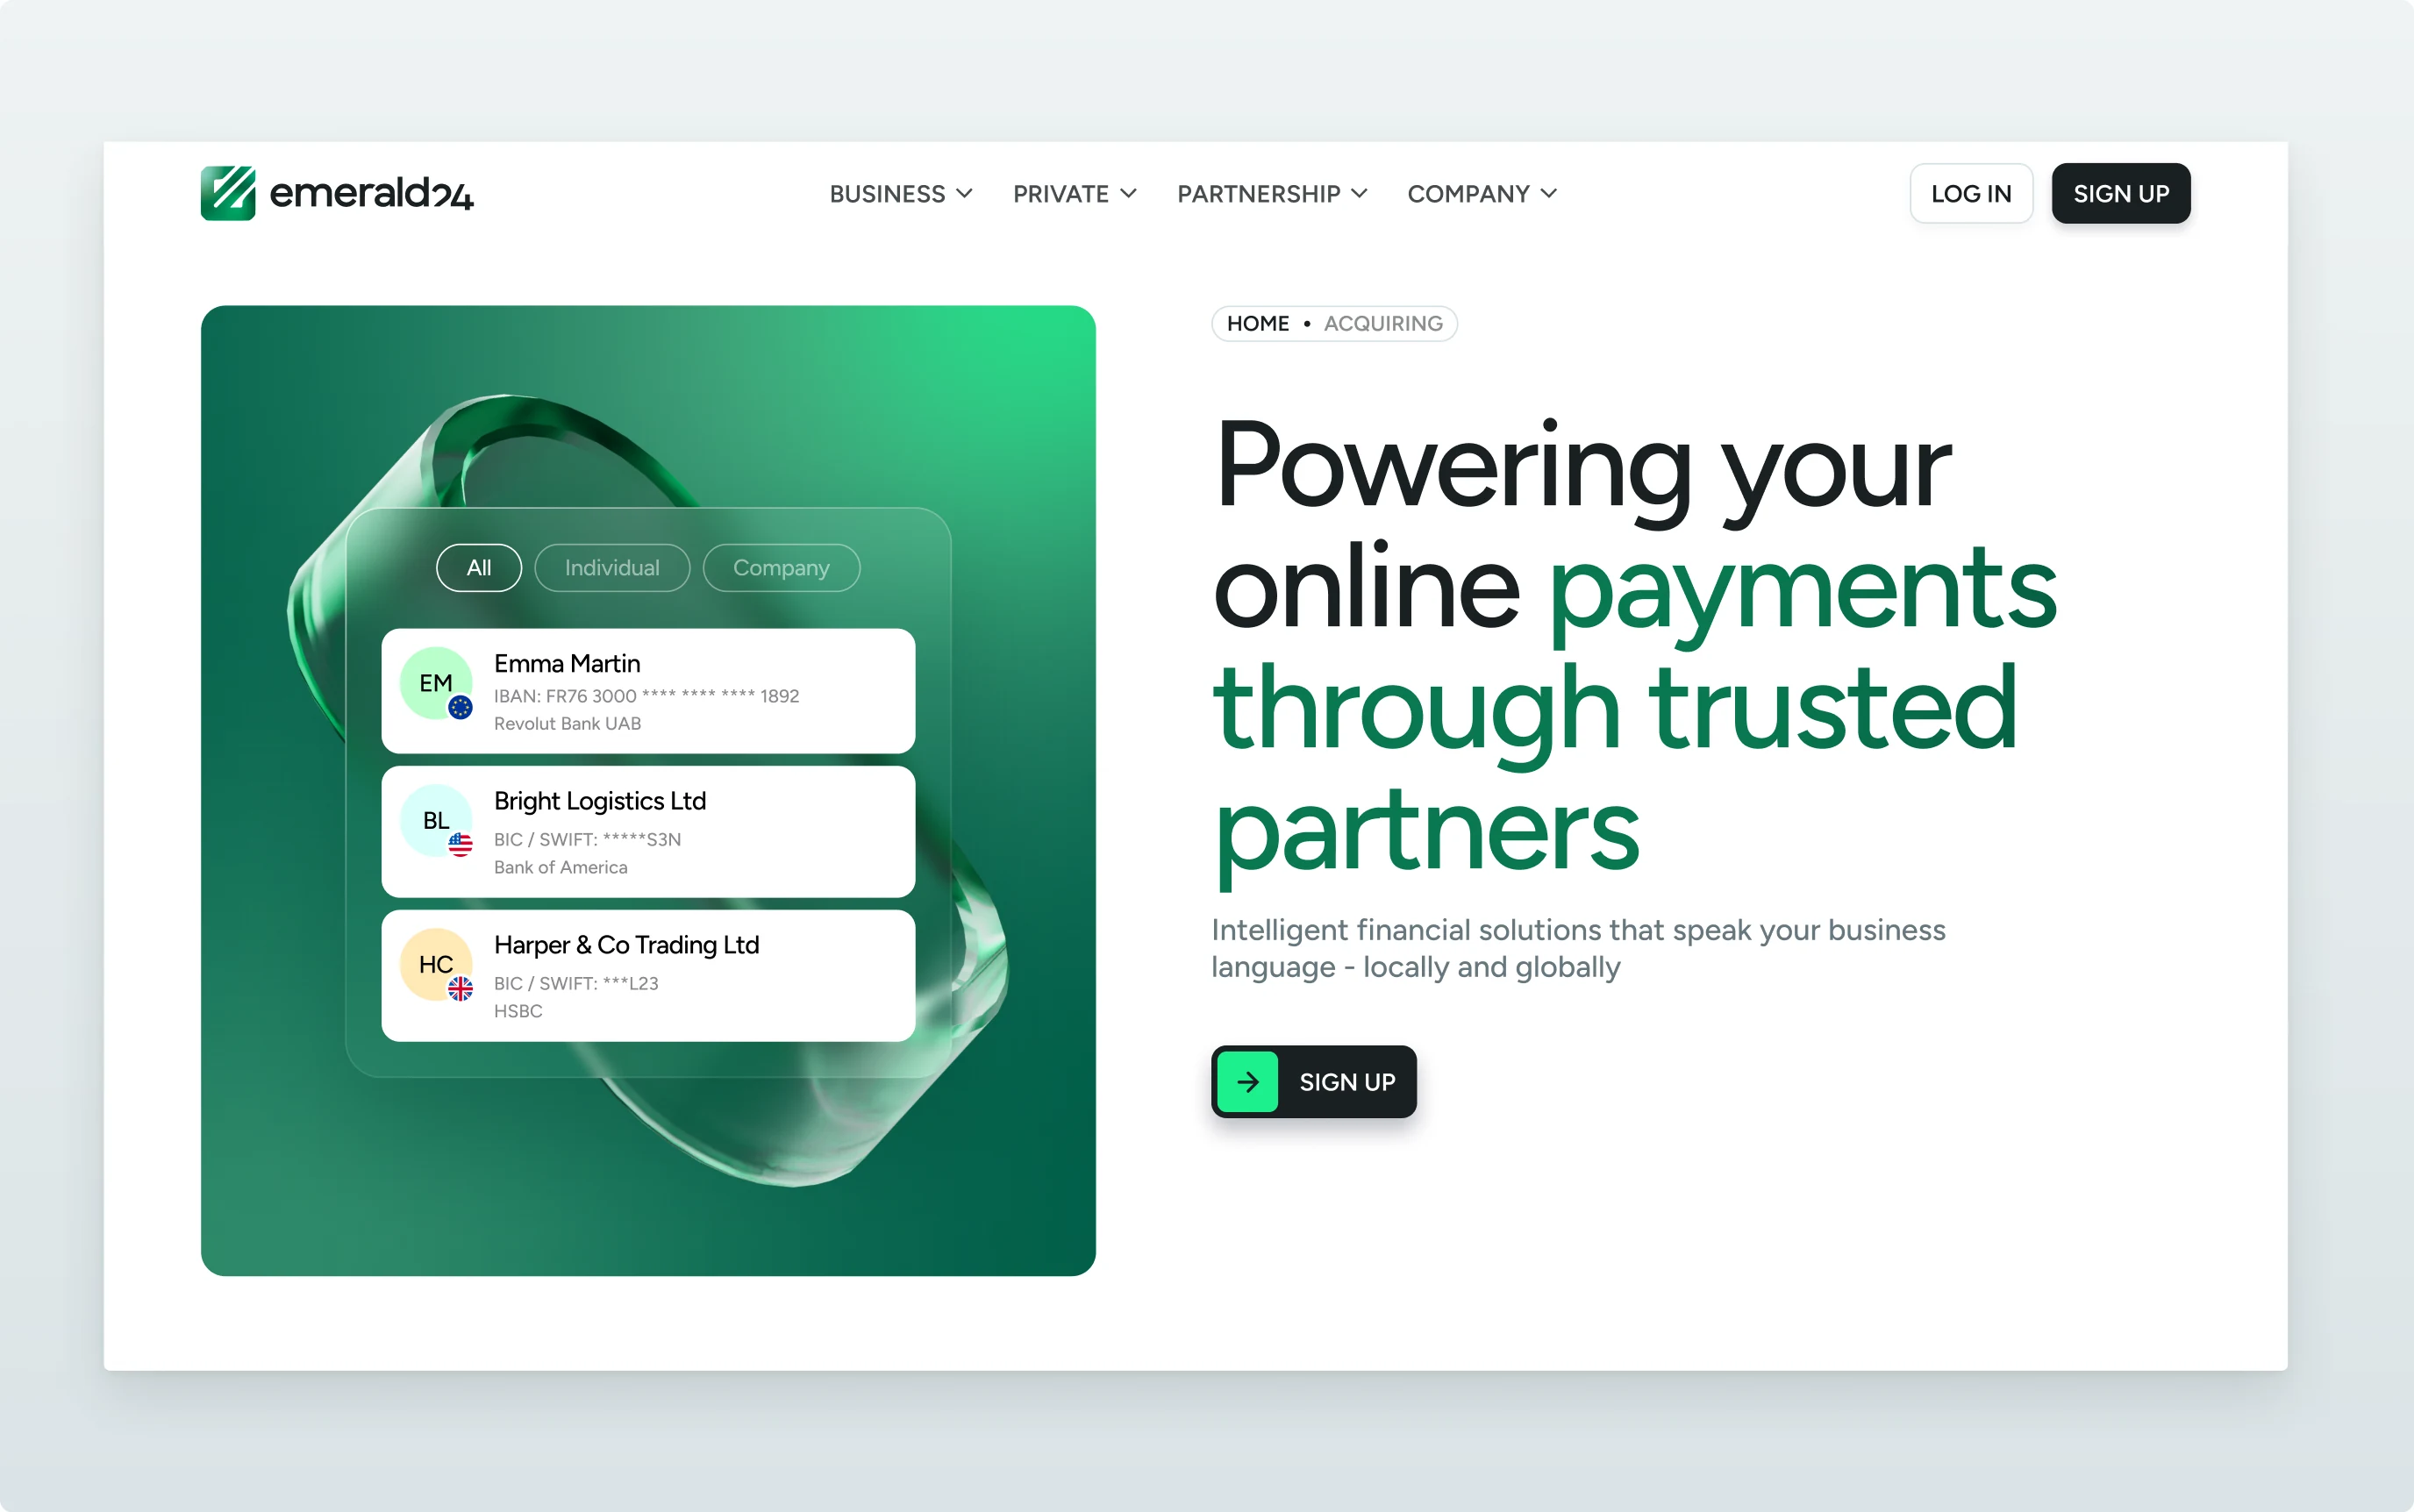 emerald24
BUSINESS
PRIVATE
PARTNERSHIP
COMPANY
LOG IN
SIGN UP
All
Individual
Company
EM
Emma Martin
IBAN: FR76 3000 **** **** **** 1892
Revolut Bank UAB
BL
Bright Logistics Ltd
BIC / SWIFT: *****S3N
Bank of America
HC
Harper & Co Trading Ltd
BIC / SWIFT: ***L23
HSBC
HOME • ACQUIRING
Powering your
online payments
through trusted
partners
Intelligent financial solutions that speak your business
language - locally and globally
SIGN UP